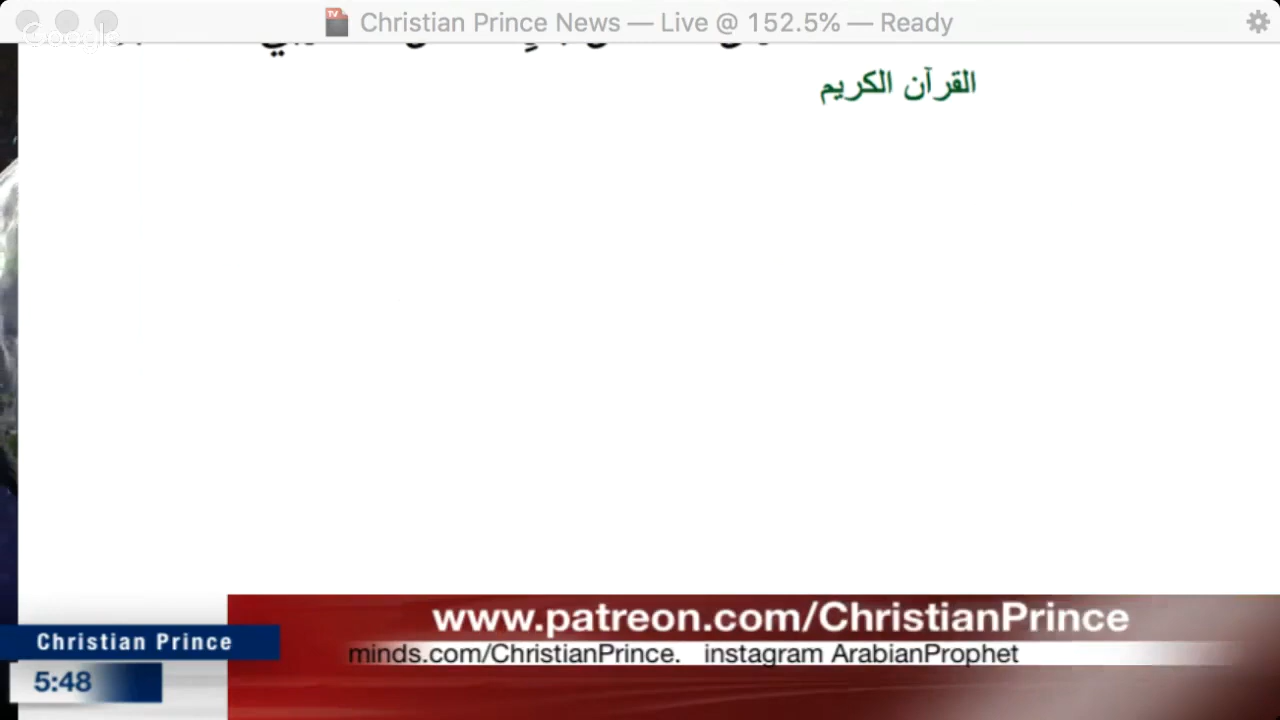 Christian Prince News — Live @ 152.5% — Ready
Google
القرآن الكريم
www.patreon.com/ChristianPrince
Christian Prince
minds.com/ChristianPrince. instagram ArabianProphet
5:48